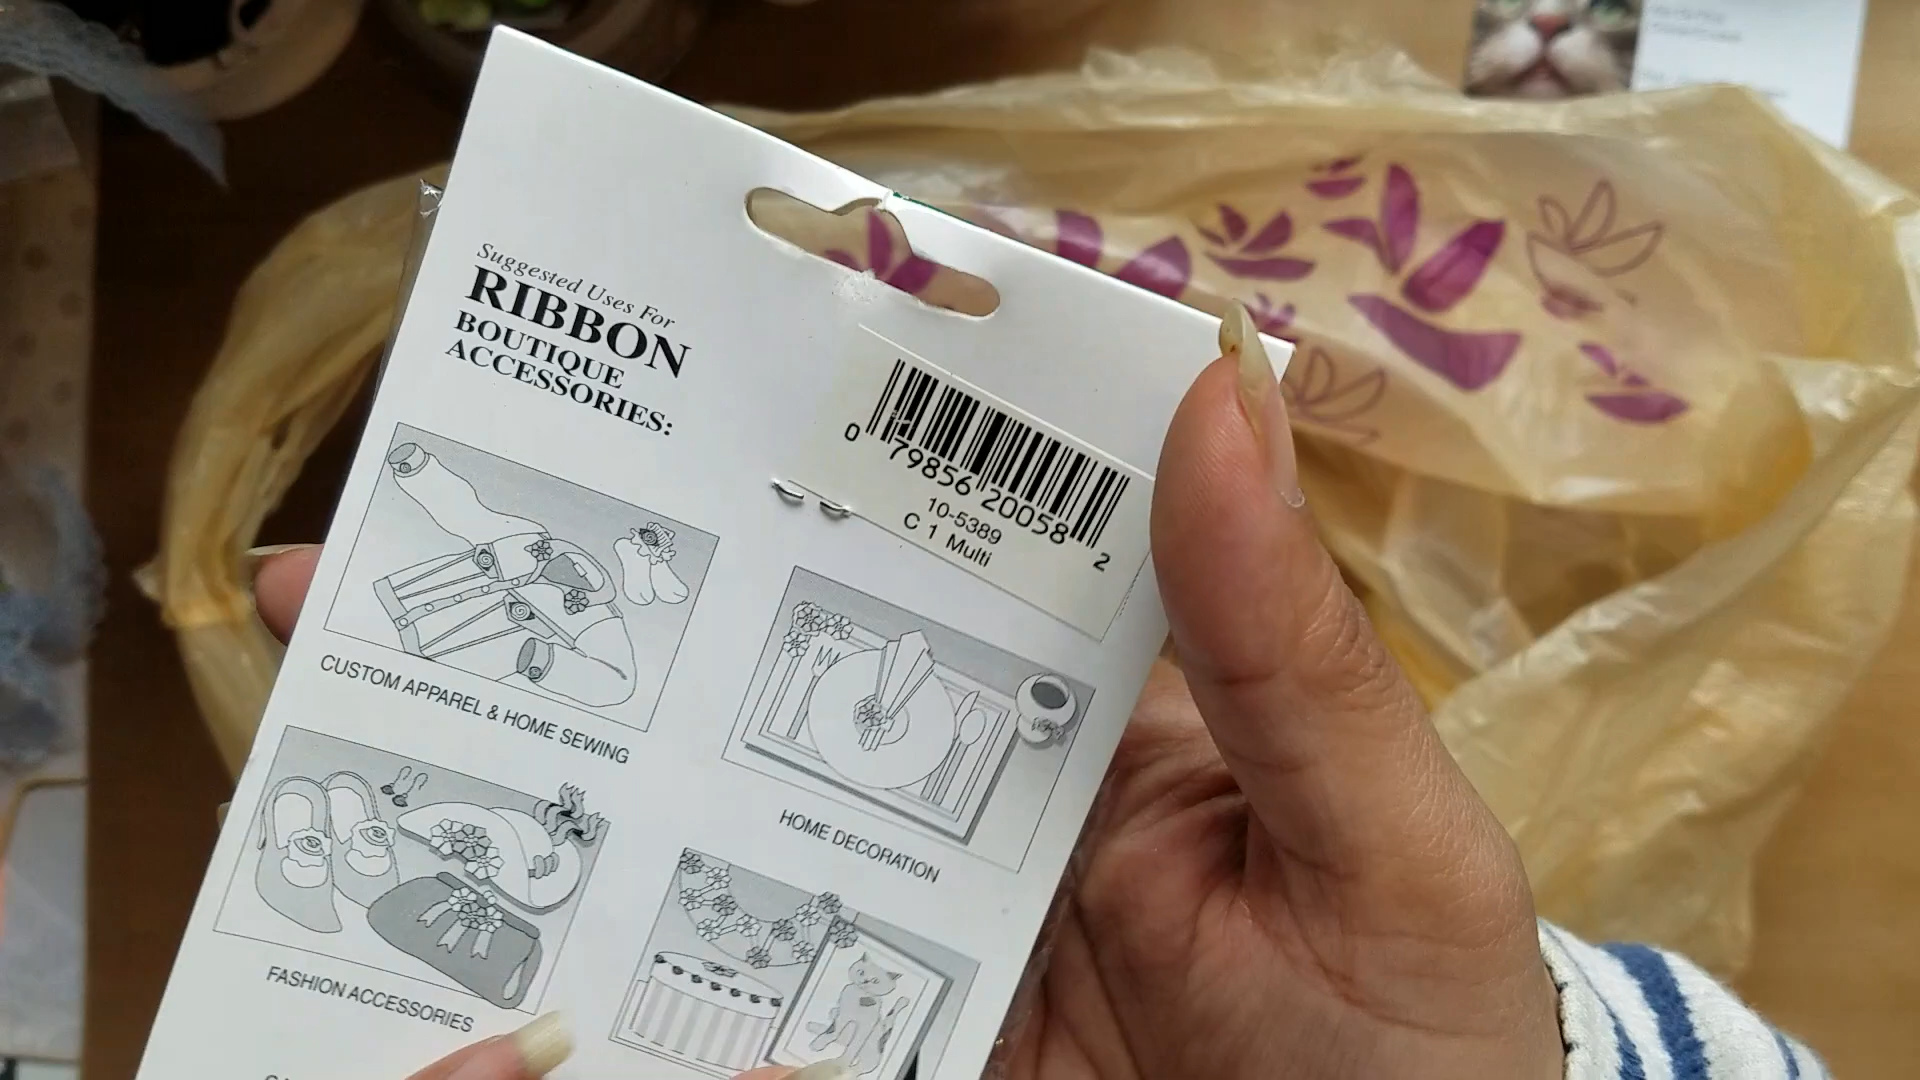 Suggested Uses For
RIBBON
BOUTIQUE
ACCESSORIES:
0 79856 20058 2
10-5389
C 1 Multi
CUSTOM APPAREL & HOME SEWING
HOME DECORATION
FASHION ACCESSORIES